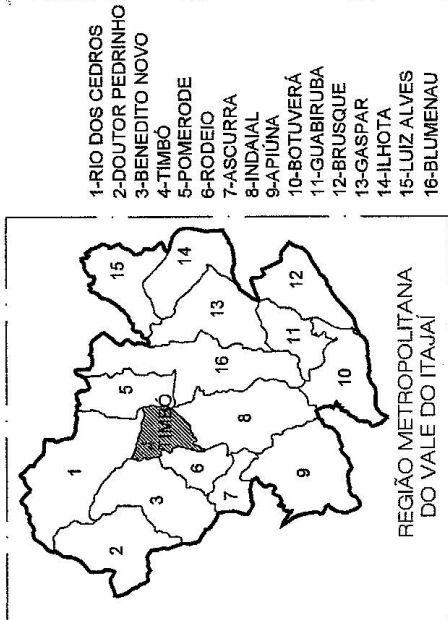 1-RIO DOS CEDROS
2-DOUTOR PEDRINHO
3-BENEDITO NOVO
4-TIMBÓ
5-POMERODE
6-RODEIO
7-ASCURRA
8-INDAIAL
9-APIÚNA
10-BOTUVERÁ
11-GUABIRUBA
12-BRUSQUE
13-GASPAR
14-ILHOTA
15-LUIZ ALVES
16-BLUMENAU
1
2
3
5
15
14
TIMBÓ
13
6
16
7
8
12
11
9
10
REGIÃO METROPOLITANA
DO VALE DO ITAJAÍ